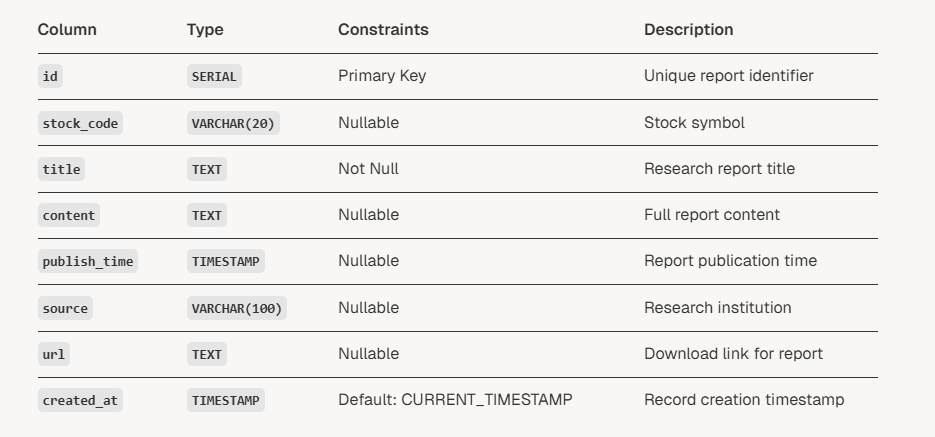 Column Type Constraints Description
id SERIAL Primary Key Unique report identifier
stock_code VARCHAR(20) Nullable Stock symbol
title TEXT Not Null Research report title
content TEXT Nullable Full report content
publish_time TIMESTAMP Nullable Report publication time
source VARCHAR(100) Nullable Research institution
url TEXT Nullable Download link for report
created_at TIMESTAMP Default: CURRENT_TIMESTAMP Record creation timestamp